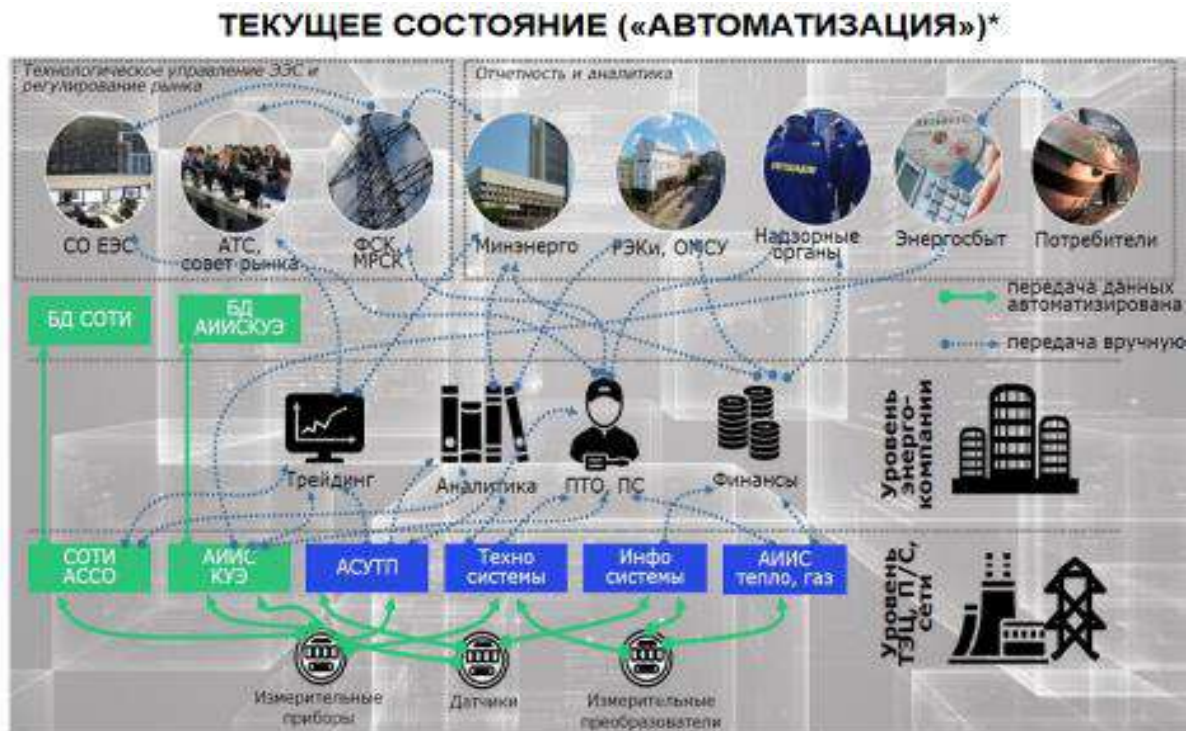 ТЕКУЩЕЕ СОСТОЯНИЕ («АВТОМАТИЗАЦИЯ»)*
Технологическое управление ЭЭС и
регулирование рынка
Отчетность и аналитика
СО ЕЭС
АТС,
совет рынка
ФСК,
МРСК
Минэнерго
РЭКи, ОМСУ
Надзорные
органы
Энергосбыт
Потребители
БД СОТИ
БД
АИИСКУЭ
передача данных
автоматизирована
передача вручную
Трейдинг
Аналитика
ПТО, ПС
Финансы
Уровень
энерго-
компании
СОТИ
АССО
АИИС
КУЭ
АСУТП
Техно
системы
Инфо
системы
АИИС
тепло, газ
Уровень
ТЭЦ, П/С,
сети
Измерительные
приборы
Датчики
Измерительные
преобразователи